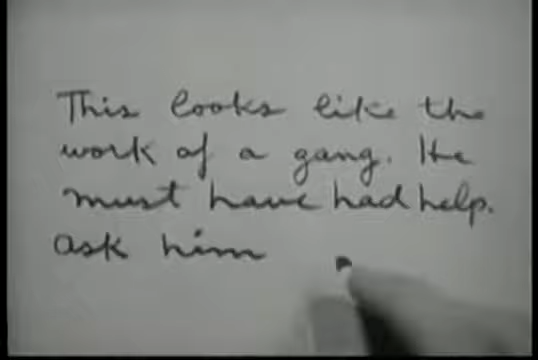 This looks like the
work of a gang. He
must have had help.
Ask him